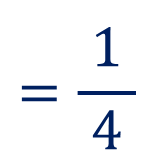 = 1/4